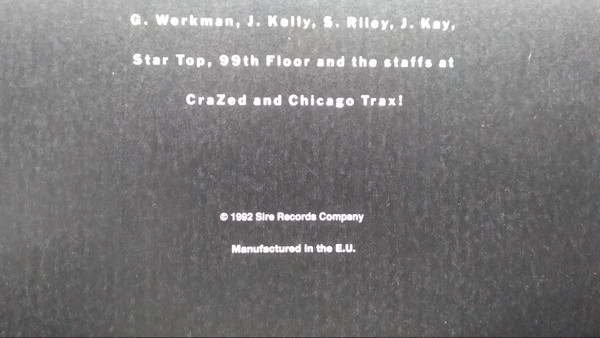 G. Werkman, J. Kelly, S. Riley, J. Kay,
Star Top, 99th Floor and the staffs at
CraZed and Chicago Trax!
© 1992 Sire Records Company
Manufactured in the E.U.